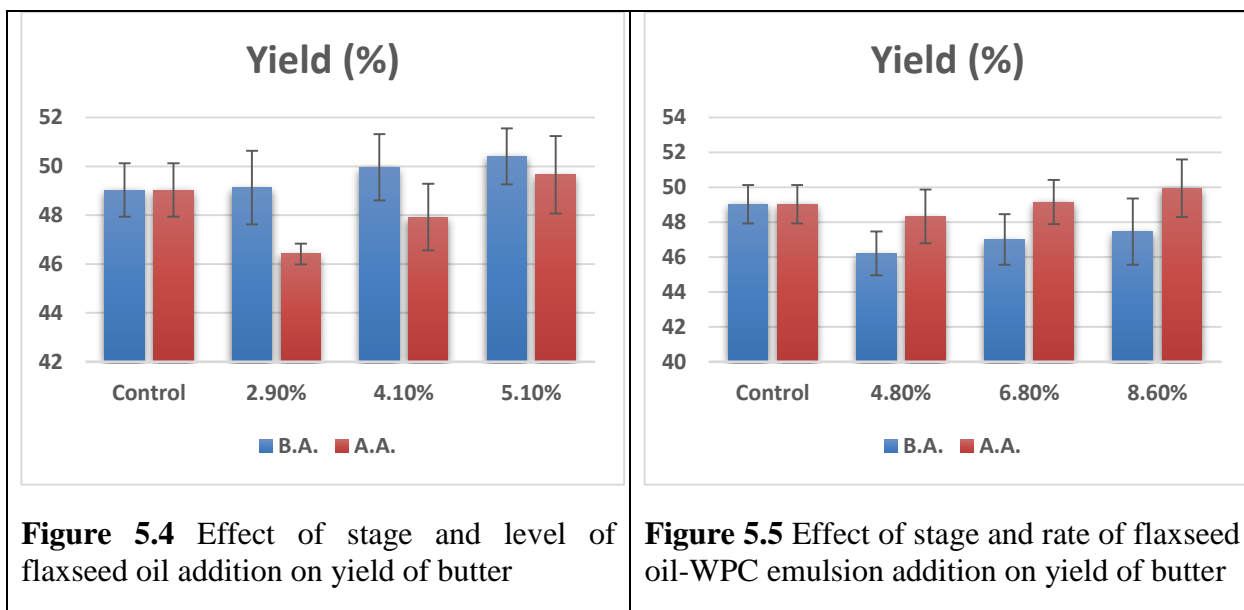 Yield (%)
52
50
48
46
44
42
Control 2.90% 4.10% 5.10%
B.A. A.A.
Figure 5.4 Effect of stage and level of
flaxseed oil addition on yield of butter
Yield (%)
54
52
50
48
46
44
42
40
Control 4.80% 6.80% 8.60%
B.A. A.A.
Figure 5.5 Effect of stage and rate of flaxseed
oil-WPC emulsion addition on yield of butter